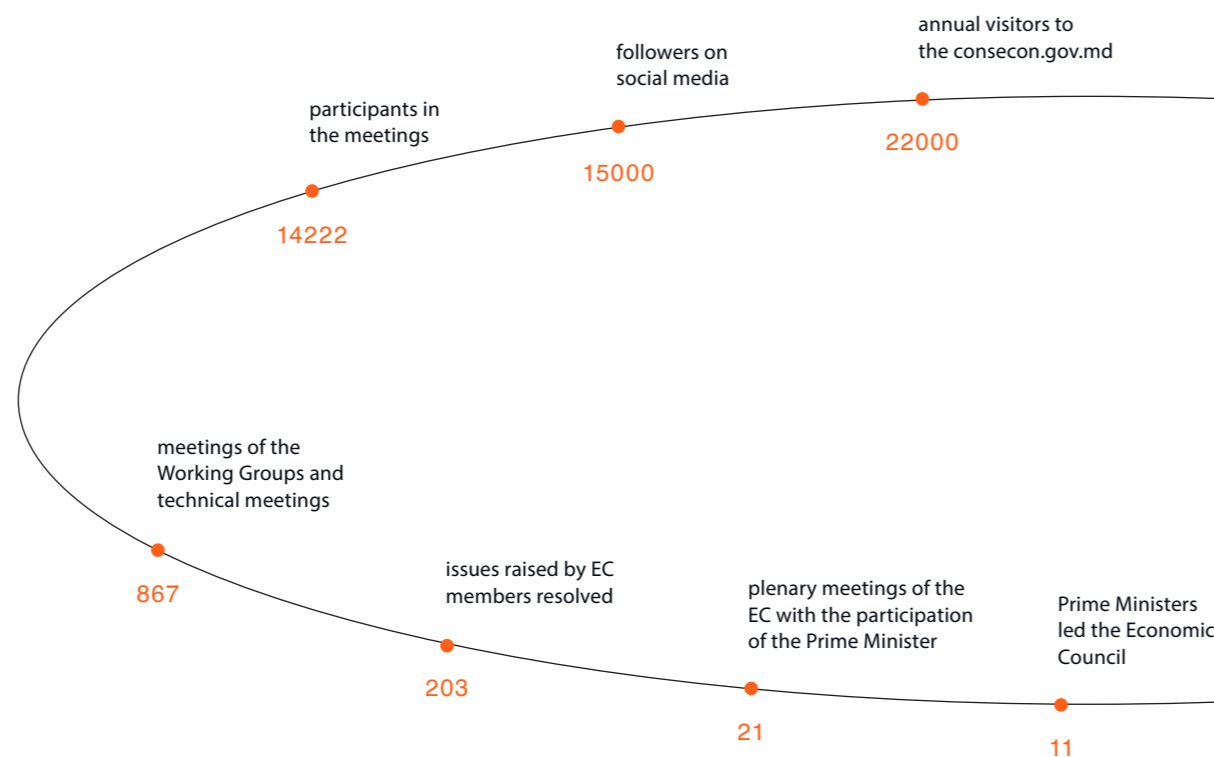 annual visitors to
the consecon.gov.md
22000
followers on
social media
15000
participants in
the meetings
14222
meetings of the
Working Groups and
technical meetings
867
issues raised by EC
members resolved
203
plenary meetings of the
EC with the participation
of the Prime Minister
21
Prime Ministers
led the Economic
Council
11